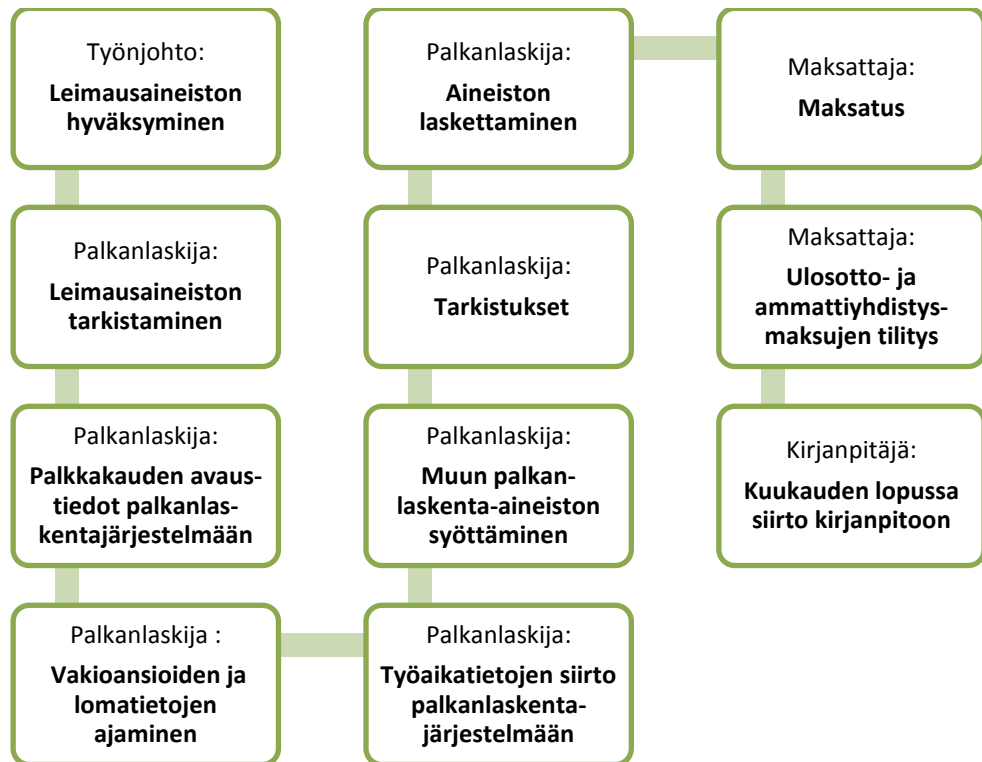 Työnjohto:
Leimausaineiston
hyväksyminen
Palkanlaskija:
Leimausaineiston
tarkistaminen
Palkanlaskija:
Palkkakauden avaus-
tiedot palkanlas-
kentajärjestelmään
Palkanlaskija :
Vakioansioiden ja
lomatietojen
ajaminen
Palkanlaskija:
Työaikatietojen siirto
palkanlaskenta-
järjestelmään
Palkanlaskija:
Muun palkan-
laskenta-aineiston
syöttäminen
Palkanlaskija:
Tarkistukset
Palkanlaskija:
Aineiston
laskettaminen
Maksattaja:
Maksatus
Maksattaja:
Ulosotto- ja
ammattiyhdistys-
maksujen tilitys
Kirjanpitäjä:
Kuukauden lopussa
siirto kirjanpitoon